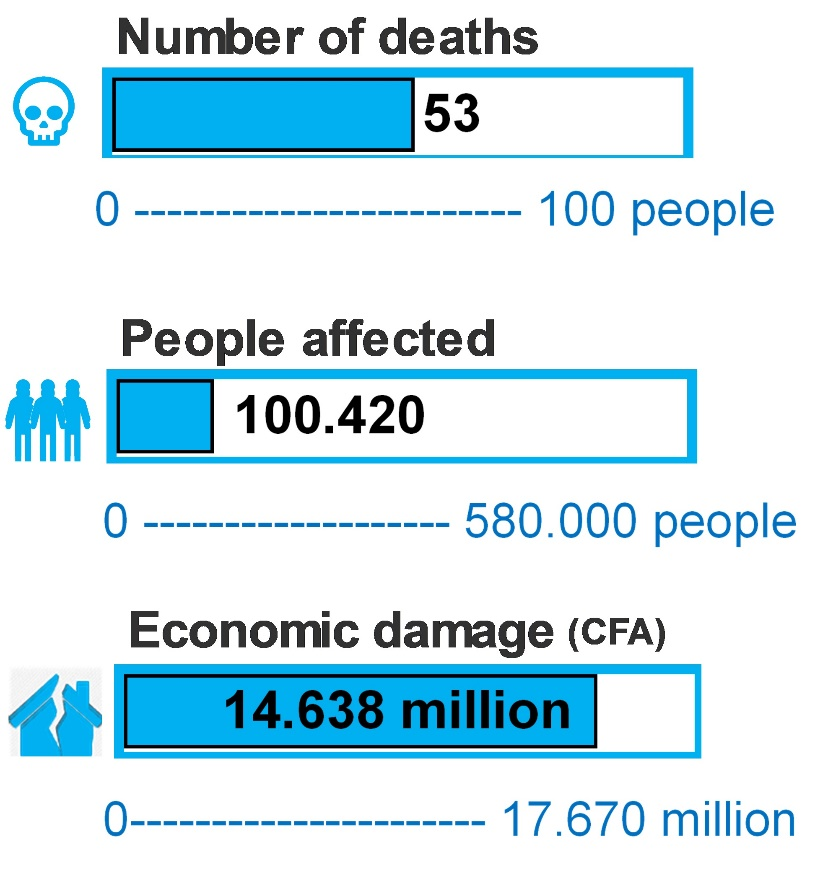 Number of deaths
53
0 ------------------------ 100 people
People affected
100.420
0 ------------------- 580.000 people
Economic damage (CFA)
14.638 million
0---------------------- 17.670 million